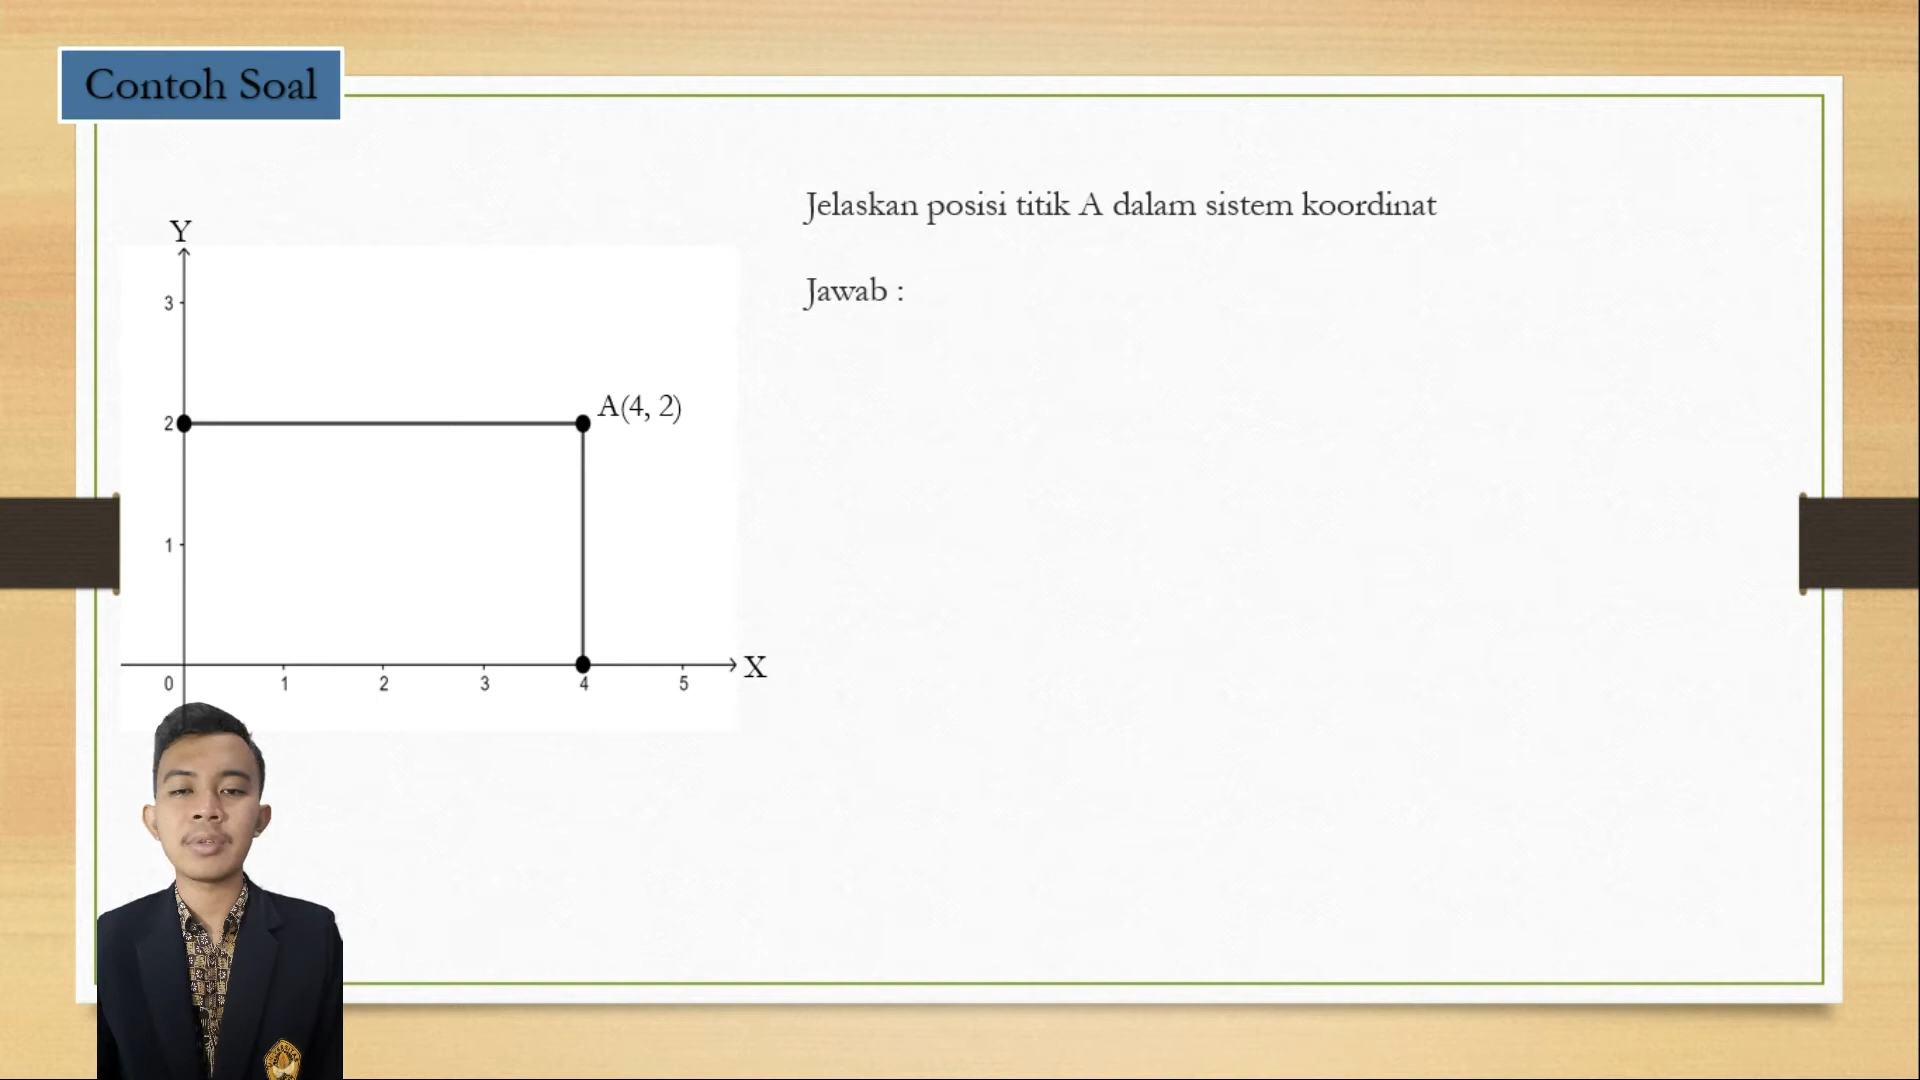 Contoh Soal
Jelaskan posisi titik A dalam sistem koordinat
Jawab :
Y
3
A(4, 2)
2
1
X
0 1 2 3 4 5